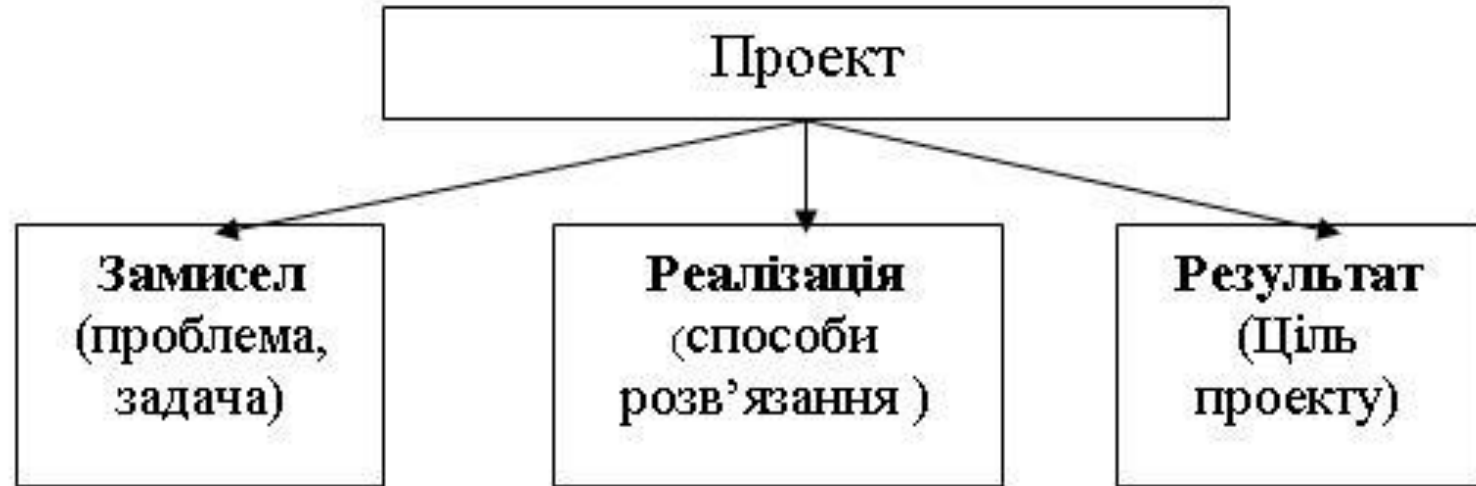 Проект
Замисел
(проблема,
задача)
Реалізація
(способи
розв’язання )
Результат
(Ціль
проекту)